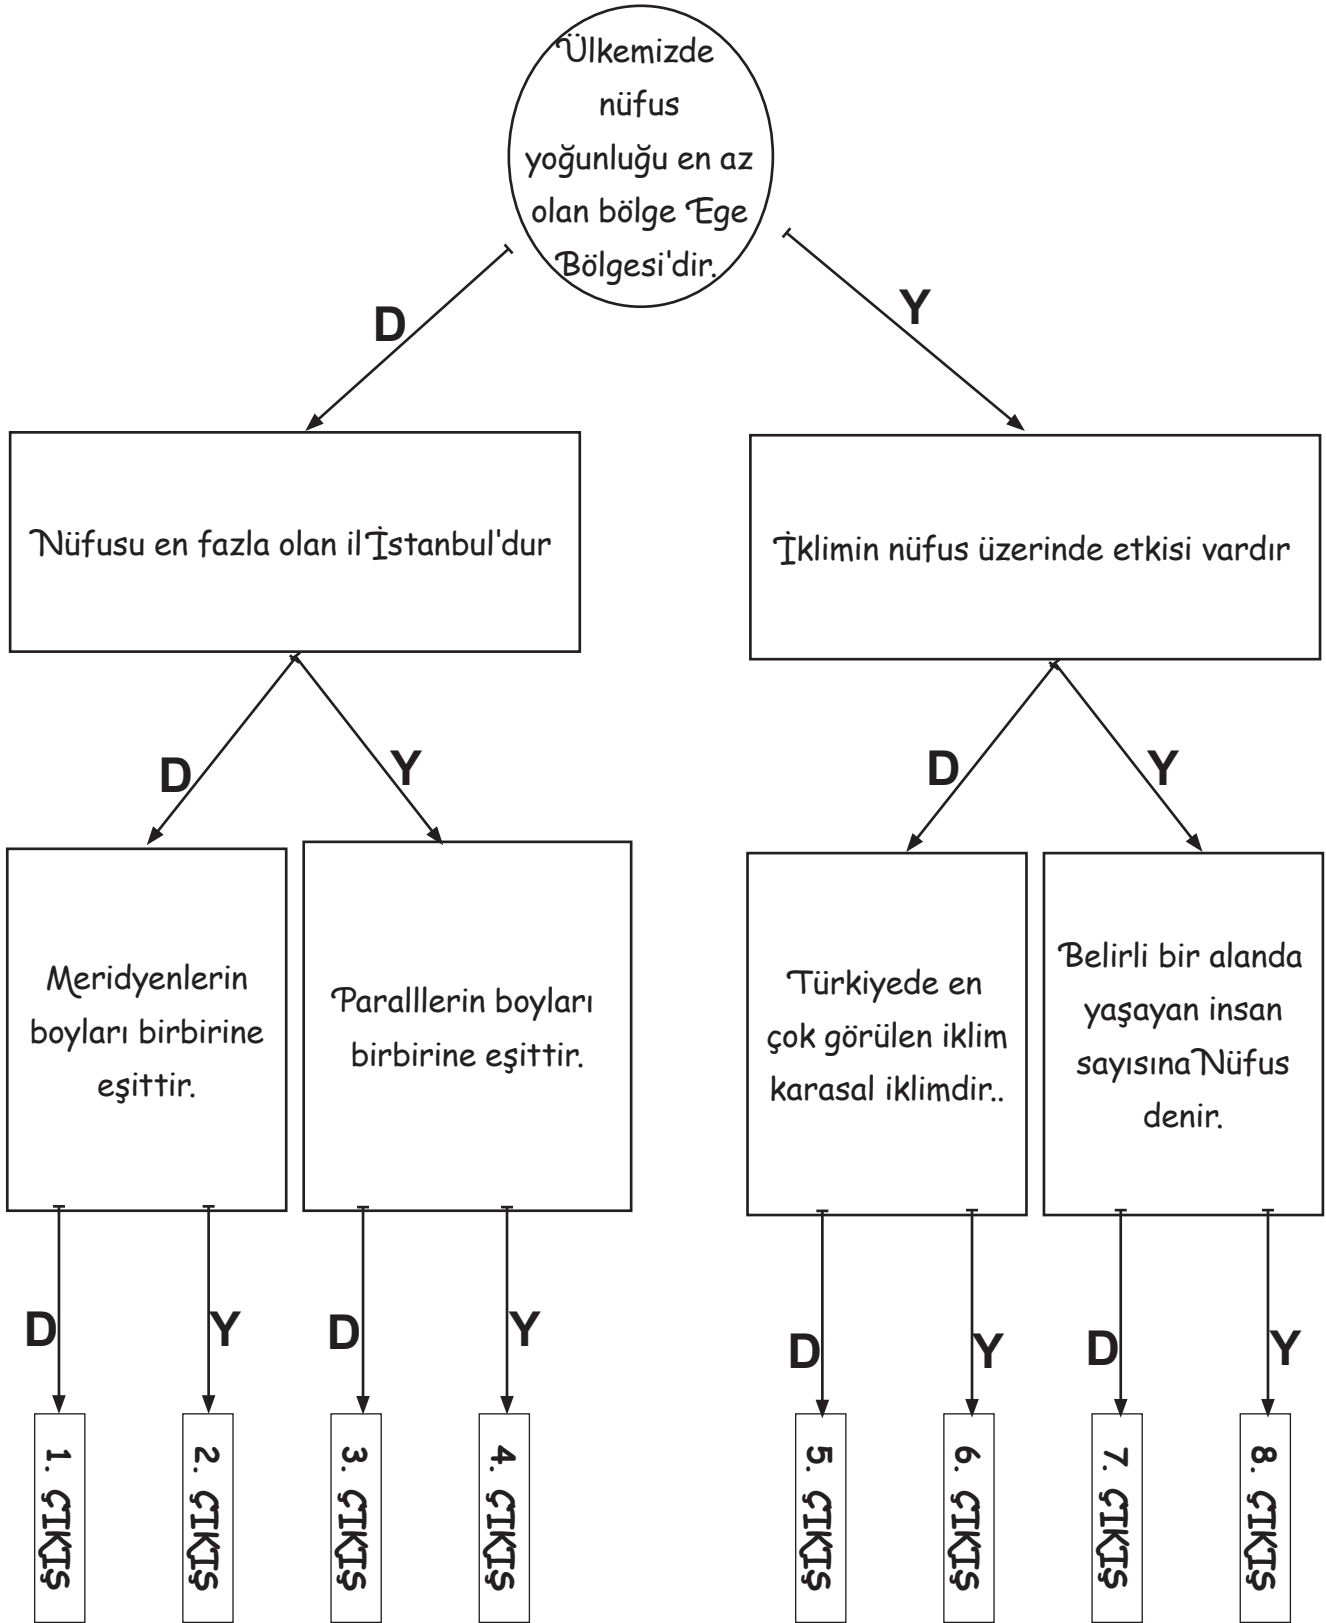 Ülkemizde
nüfus
yoğunluğu en az
olan bölge Ege
Bölgesi'dir.
D
Y
Nüfusu en fazla olan il İstanbul'dur
İklimin nüfus üzerinde etkisi vardır
D
Y
D
Y
Meridyenlerin
boyları birbirine
eşittir.
Paralllerin boyları
birbirine eşittir.
Türkiyede en
çok görülen iklim
karasal iklimdir..
Belirli bir alanda
yaşayan insan
sayısına Nüfus
denir.
D
Y
D
Y
D
Y
D
Y
1. ÇIKIŞ
2. ÇIKIŞ
3. ÇIKIŞ
4. ÇIKIŞ
5. ÇIKIŞ
6. ÇIKIŞ
7. ÇIKIŞ
8. ÇIKIŞ